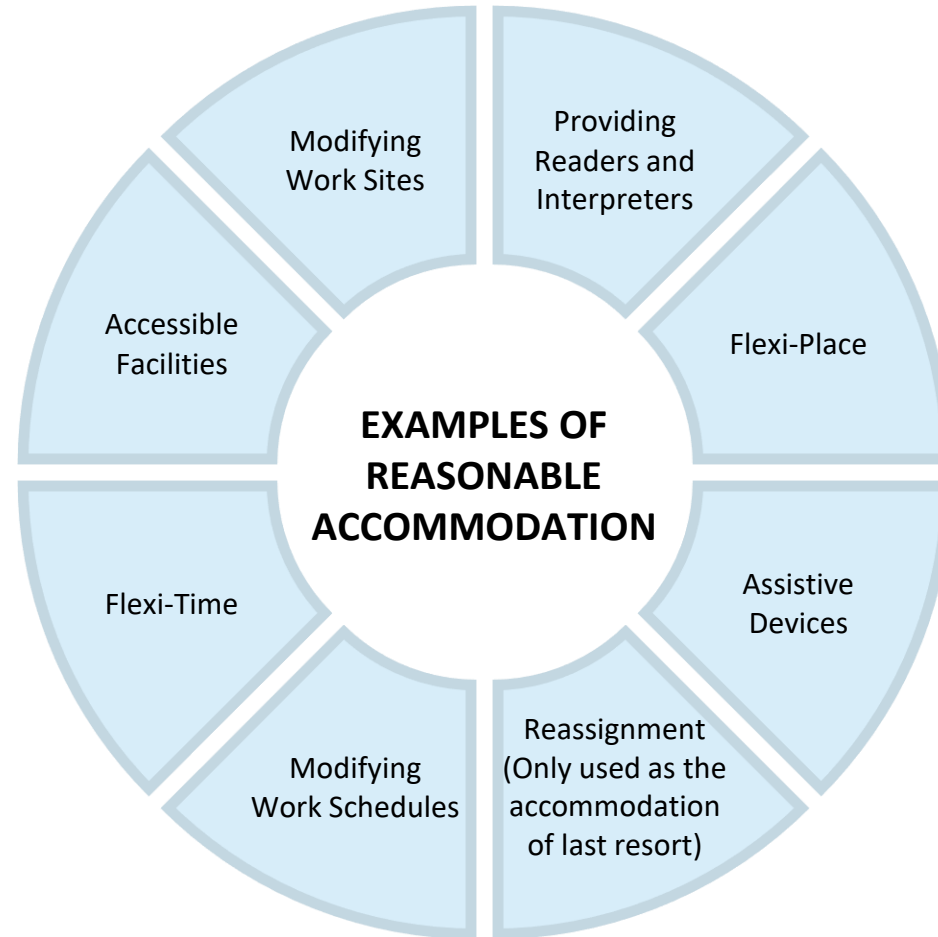 EXAMPLES OF
REASONABLE
ACCOMMODATION
Providing
Readers and
Interpreters
Flexi-Place
Assistive
Devices
Reassignment
(Only used as the
accommodation
of last resort)
Modifying
Work Schedules
Flexi-Time
Accessible
Facilities
Modifying
Work Sites